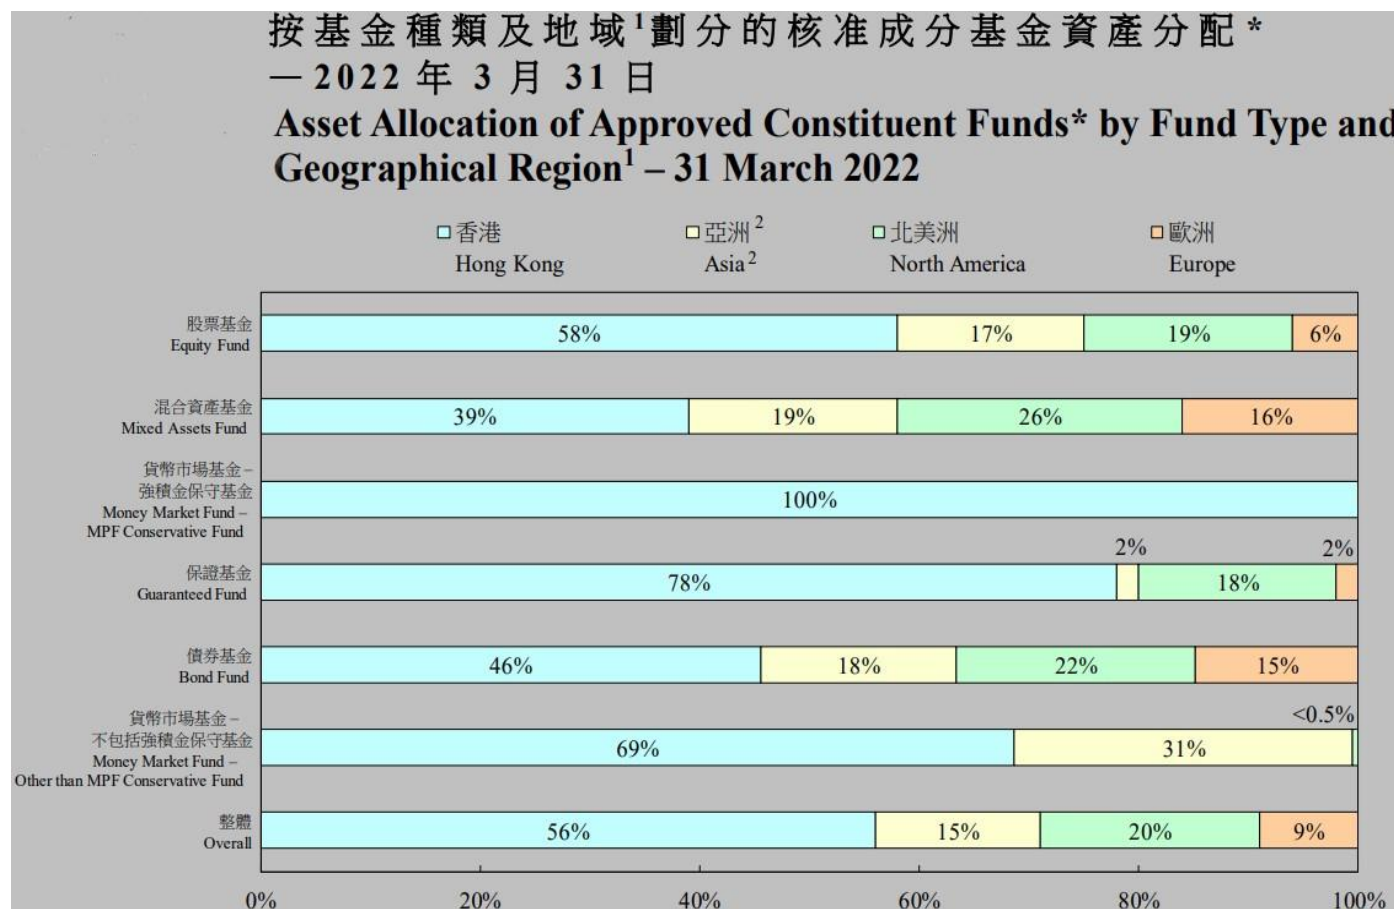 按基金種類及地域¹劃分的核准成分基金資產分配*
—2022 年 3 月 31 日
Asset Allocation of Approved Constituent Funds* by Fund Type and
Geographical Region¹ – 31 March 2022
香港 亞洲² 北美洲 歐洲
Hong Kong Asia² North America Europe
股票基金
Equity Fund
58% 17% 19% 6%
混合資產基金
Mixed Assets Fund
39% 19% 26% 16%
貨幣市場基金–
強積金保守基金
Money Market Fund –
MPF Conservative Fund
100%
2% 2%
保證基金
Guaranteed Fund
78% 18%
債券基金
Bond Fund
46% 18% 22% 15%
<0.5%
貨幣市場基金–
不包括強積金保守基金
Money Market Fund –
Other than MPF Conservative Fund
69% 31%
整體
Overall
56% 15% 20% 9%
0% 20% 40% 60% 80% 100%